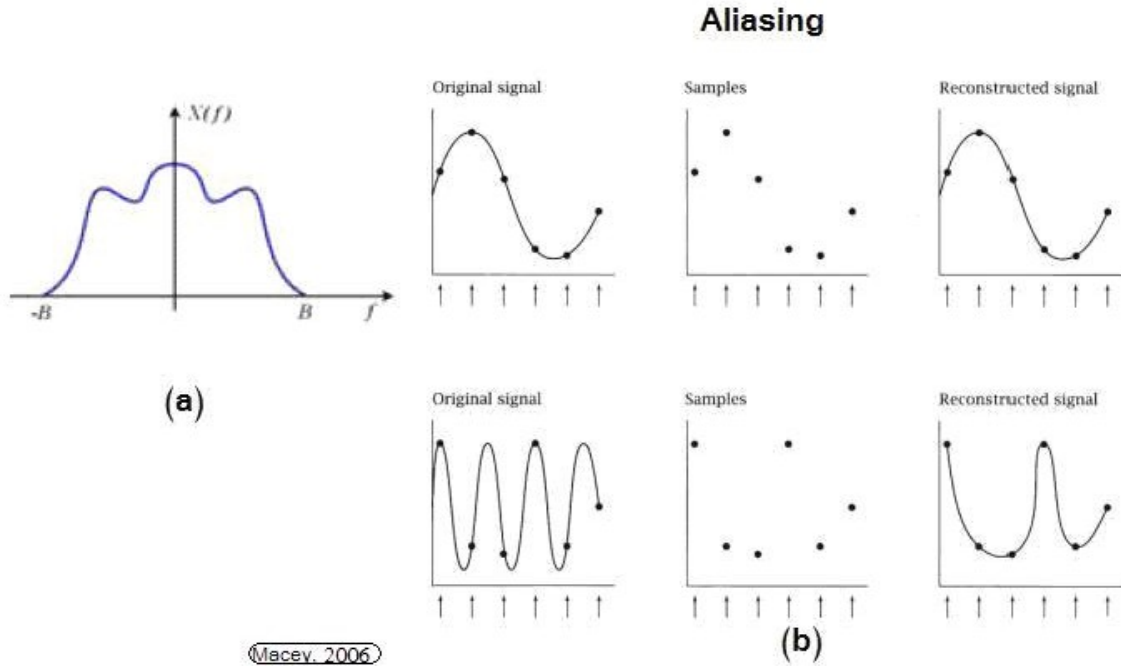 Aliasing
X(f)
-B
B
f
(a)
Original signal
Samples
Reconstructed signal
Original signal
Samples
Reconstructed signal
(b)
Macey, 2006